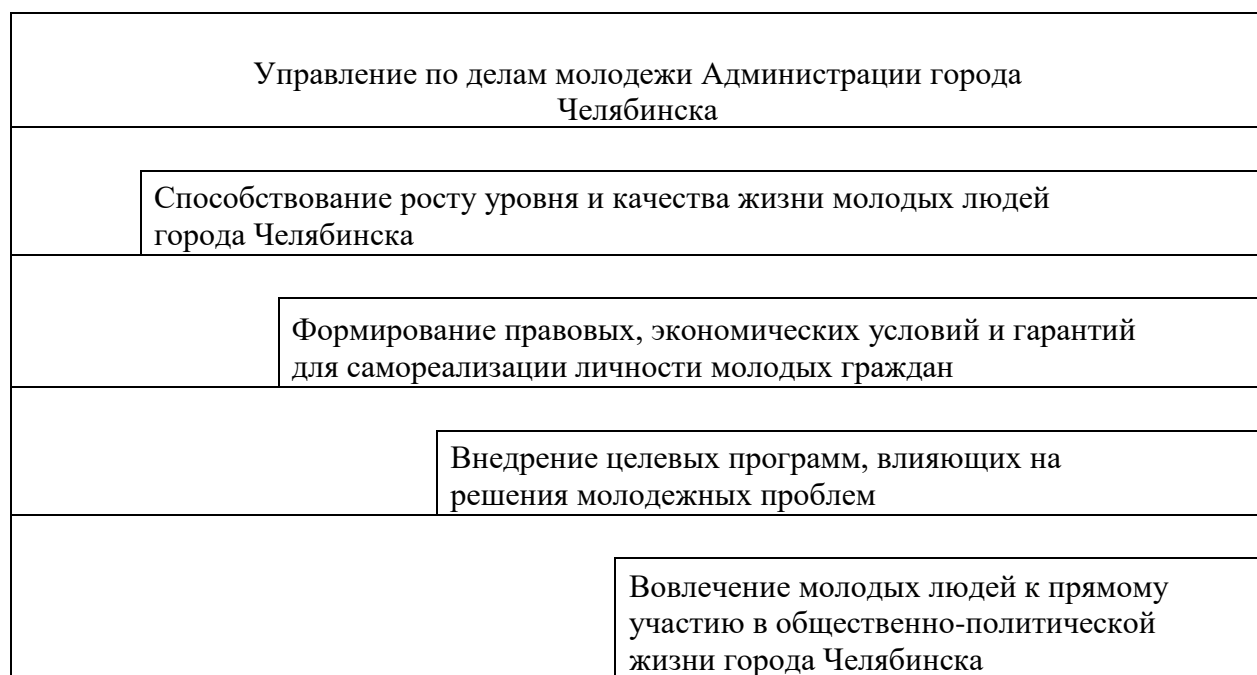 Управление по делам молодежи Администрации города
Челябинска
Способствование росту уровня и качества жизни молодых людей
города Челябинска
Формирование правовых, экономических условий и гарантий
для самореализации личности молодых граждан
Внедрение целевых программ, влияющих на
решения молодежных проблем
Вовлечение молодых людей к прямому
участию в общественно-политической
жизни города Челябинска